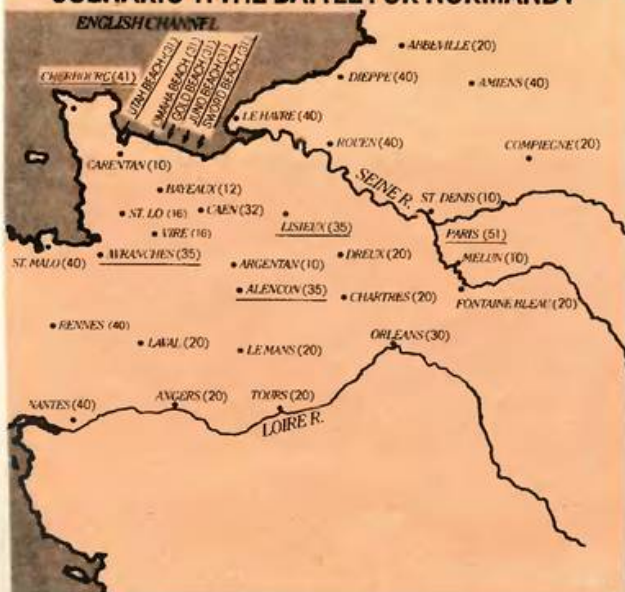 SCENARIO 1: THE BATTLE FOR NORMANDY
ENGLISH CHANNEL
ABBEVILLE (20)
CHERBOURG (41)
UTAH BEACH (31)
OMAHA BEACH (31)
GOLD BEACH (31)
JUNO BEACH (31)
SWORD BEACH (31)
DIEPPE (40)
AMIENS (40)
LE HAVRE (40)
ROUEN (40)
COMPIEGNE (20)
CARENTAN (10)
SEINE R.
BAYEAUX (12)
ST. DENIS (10)
ST. LO (16)
CAEN (32)
LISIEUX (35)
VIRE (16)
PARIS (51)
ST. MALO (40)
AVRANCHES (35)
ARGENTAN (10)
DREUX (20)
MELUN (10)
ALENCON (35)
CHARTRES (20)
FONTAINE BLEAU (20)
RENNES (40)
LAVAL (20)
LE MANS (20)
ORLEANS (30)
NANTES (40)
ANGERS (20)
TOURS (20)
LOIRE R.